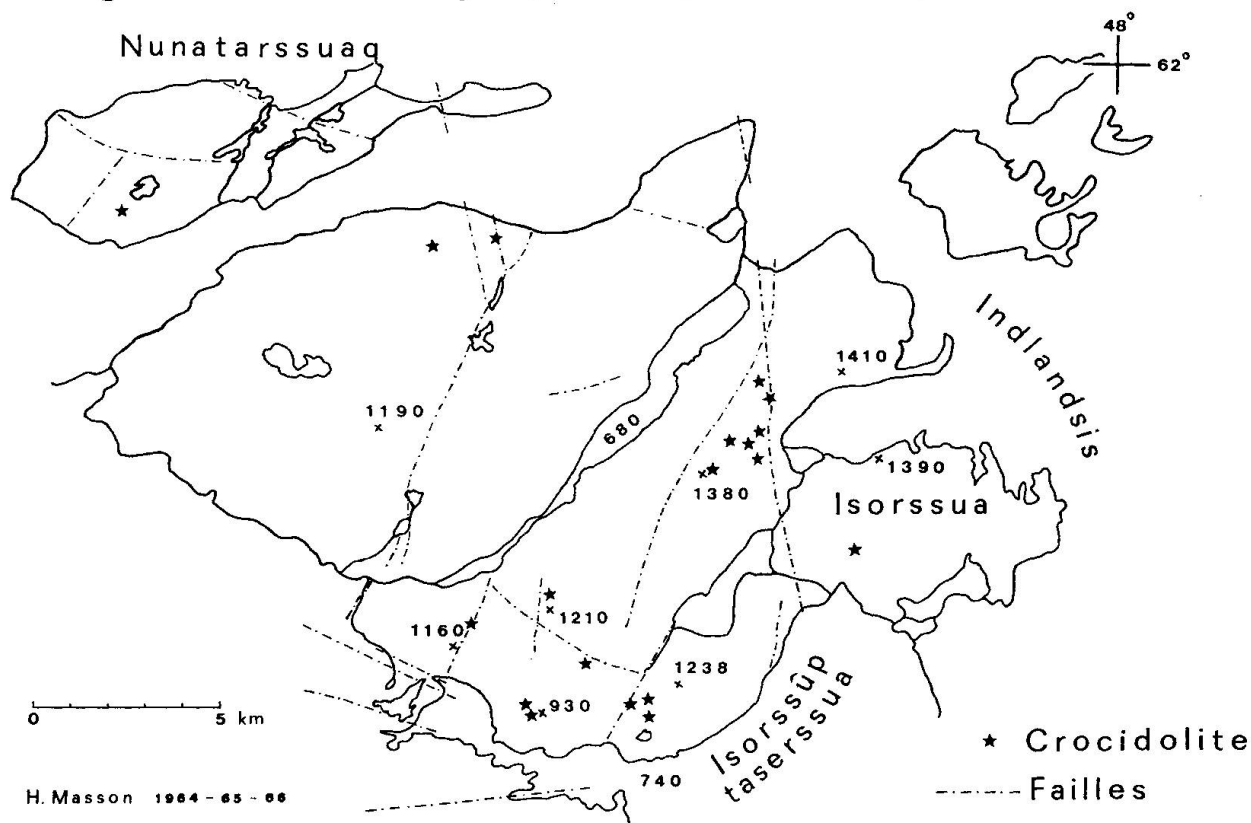 Nunatarssuaq
48°
62°
Indlandsis
1410
1190
680
1390
1380
Isorssua
1210
1160
1238
930
Isorssûp
taserssua
740
0 5 km
Crocidolite
Failles
H. Masson 1964-65-66